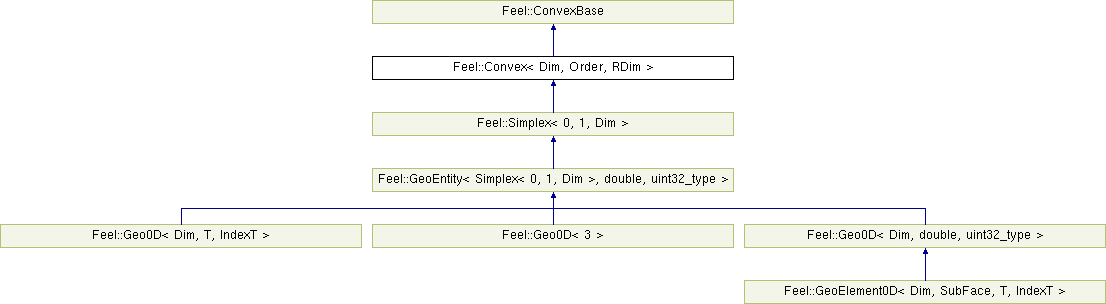 Feel::ConvexBase
Feel::Convex< Dim, Order, RDim >
Feel::Simplex< 0, 1, Dim >
Feel::GeoEntity< Simplex< 0, 1, Dim >, double, uint32_type >
Feel::Geo0D< Dim, T, IndexT >
Feel::Geo0D< 3 >
Feel::Geo0D< Dim, double, uint32_type >
Feel::GeoElement0D< Dim, SubFace, T, IndexT >